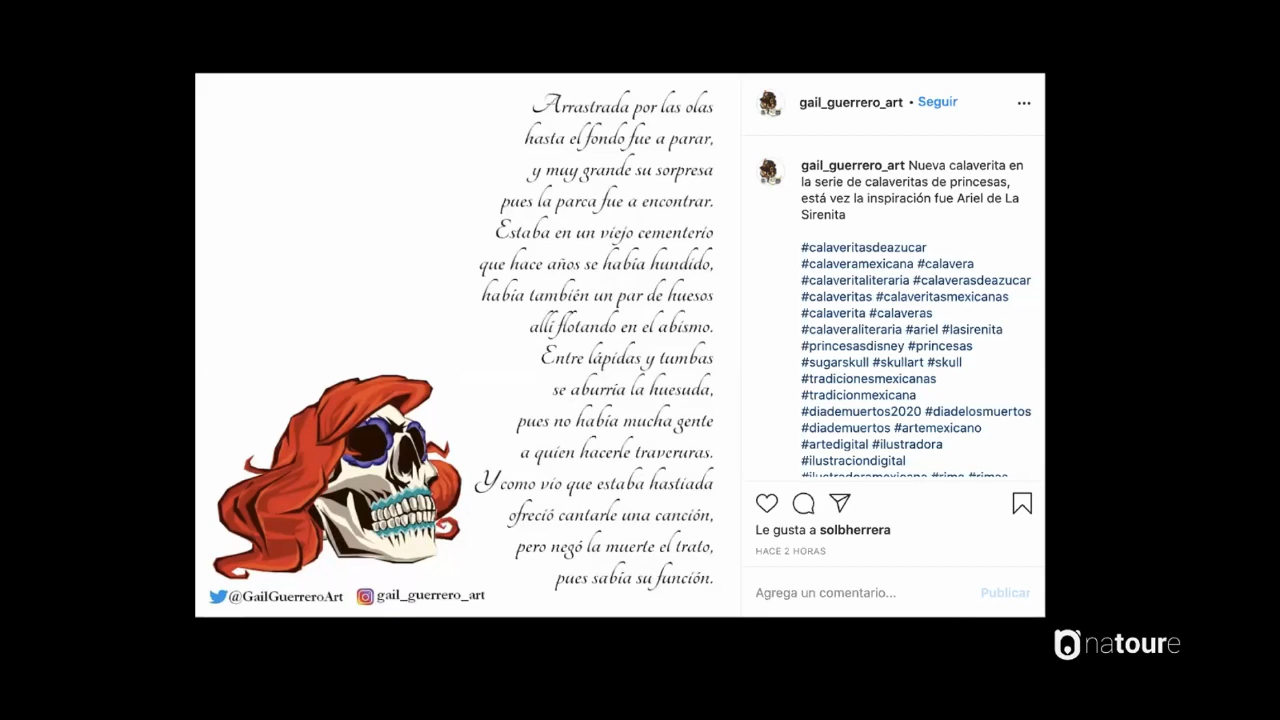 Arrastrada por las olas
hasta el fondo fue a parar,
y muy grande su sorpresa
pues la parca fue a encontrar.
Estaba en un viejo cementerio
que hace años se había hundido,
había también un par de huesos
allí flotando en el abismo.
Entre lápidas y tumbas
se aburría la huesuda,
pues no había mucha gente
a quien hacerle traveruras.
Y como vio que estaba hastiada
ofreció cantarle una canción,
pero negó la muerte el trato,
pues sabía su función.
@GailGuerreroArt gail_guerrero_art
gail_guerrero_art • Seguir
gail_guerrero_art Nueva calaverita en
la serie de calaveritas de princesas,
está vez la inspiración fue Ariel de La
Sirenita
#calaveritasdeazucar
#calaveramexicana #calavera
#calaveritaliteraria #calaverasdeazucar
#calaveritas #calaveritasmexicanas
#calaverita #calaveras
#calaveraliteraria #ariel #lasirenita
#princesasdisney #princesas
#sugarskull #skullart #skull
#tradicionesmexicanas
#tradicionmexicana
#diademuertos2020 #diadelosmuertos
#diademuertos #artemexicano
#artedigital #ilustradora
#ilustraciondigital
#ilustradoramexicana #rima #rimas
Le gusta a solbherrera
HACE 2 HORAS
Agrega un comentario... Publicar
natoure